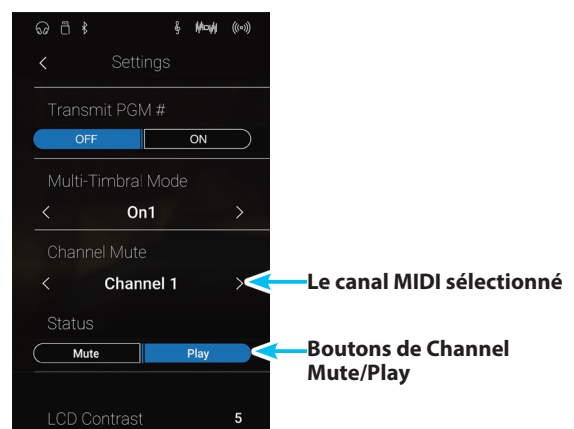 Settings
Transmit PGM #
OFF ON
Multi-Timbral Mode
On1
Channel Mute
Channel 1
Le canal MIDI sélectionné
Status
Mute Play
Boutons de Channel
Mute/Play
LCD Contrast 5